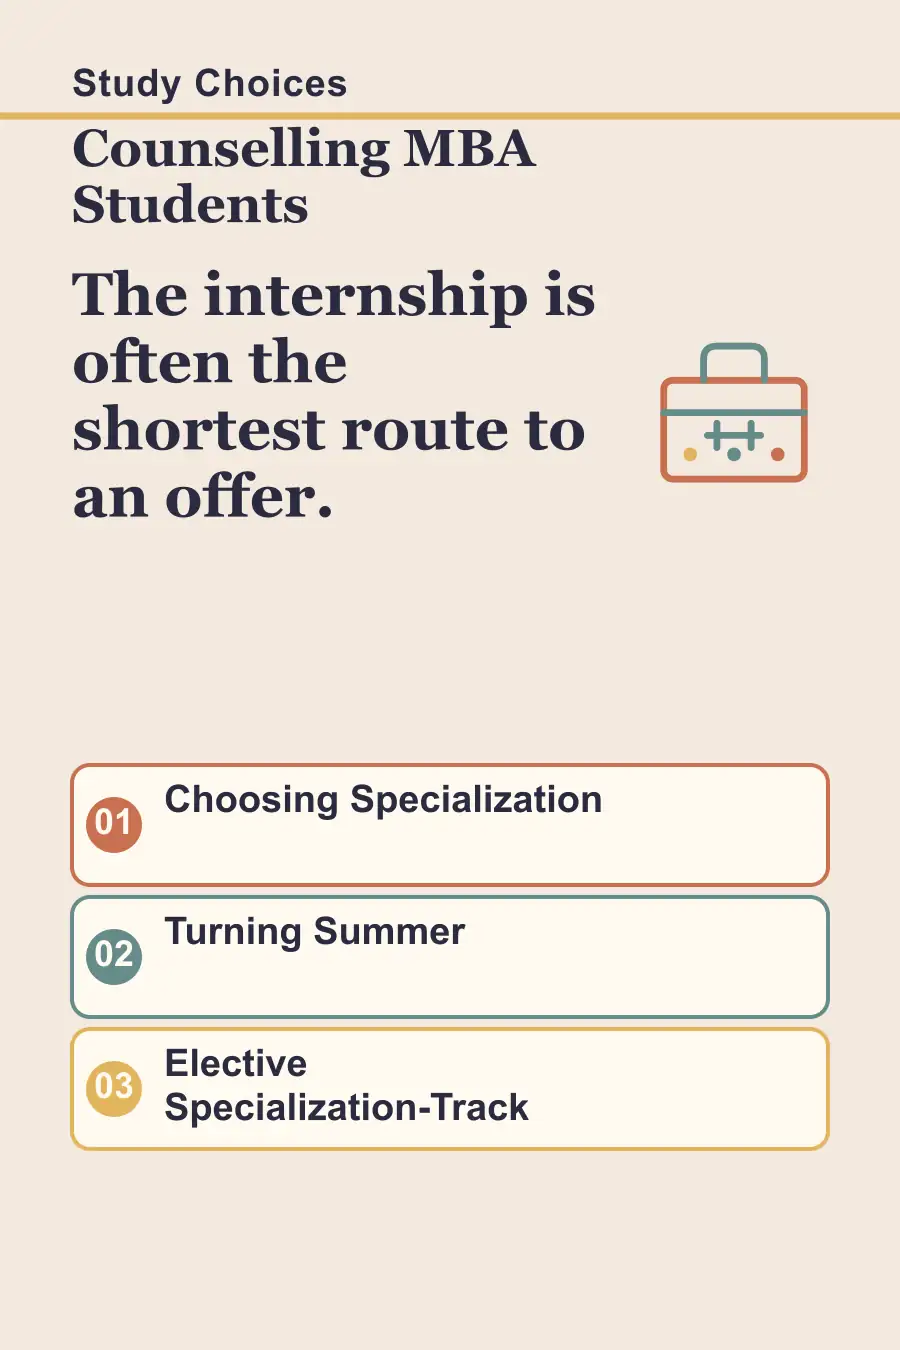 Study Choices
Counselling MBA
Students
The internship is
often the
shortest route to
an offer.
01
Choosing Specialization
02
Turning Summer
03
Elective
Specialization-Track